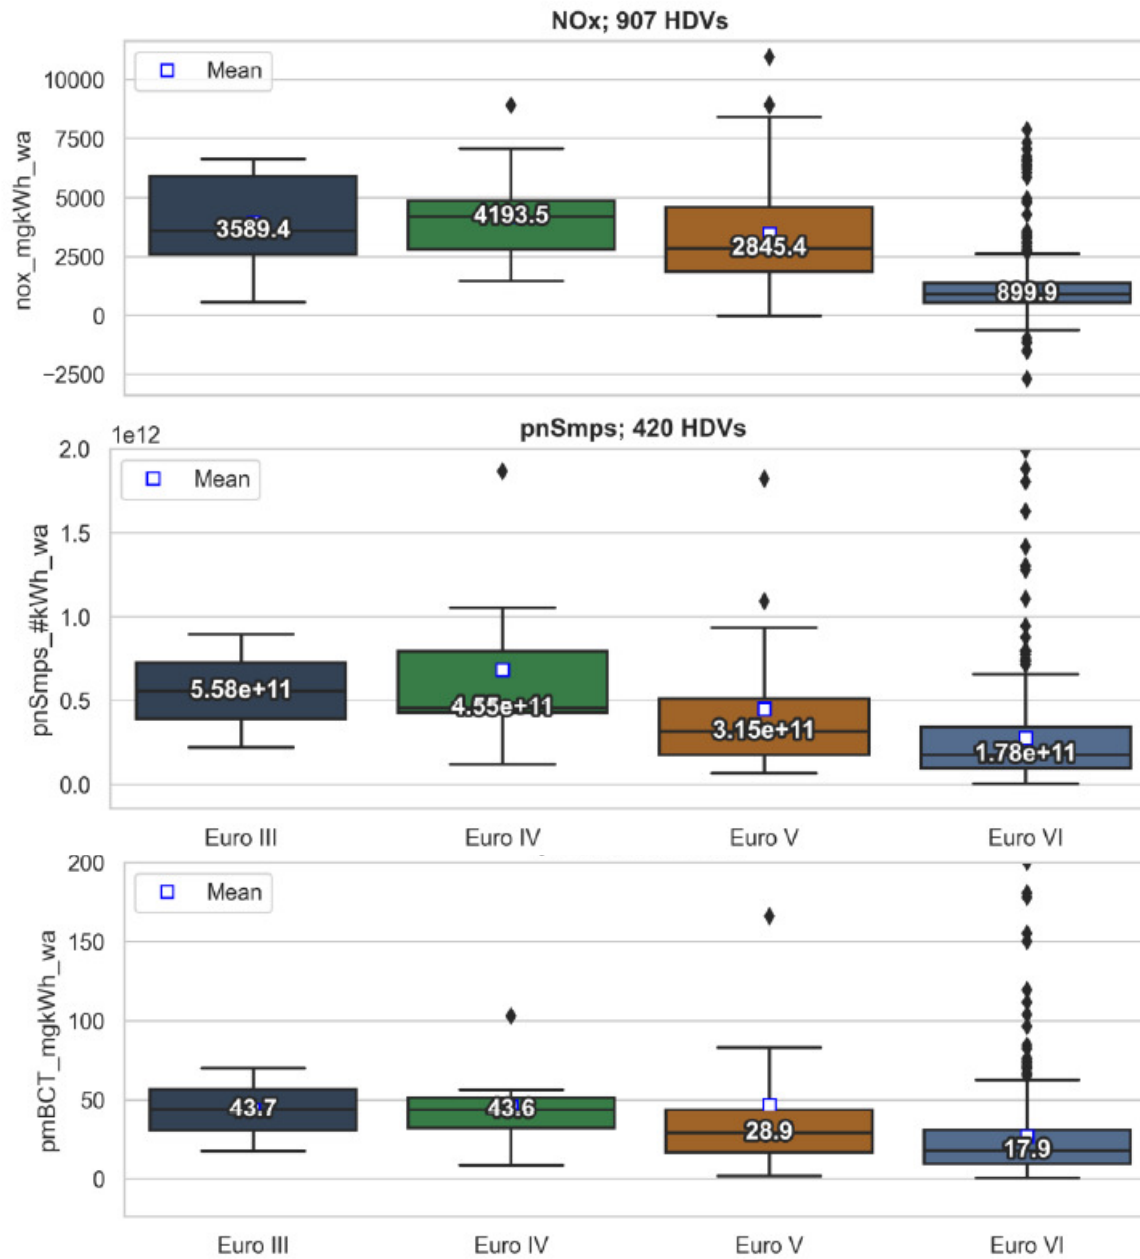 NOx; 907 HDVs
Mean
nox_mgkWh_wa
10000
7500
5000
2500
0
−2500
3589.4
4193.5
2845.4
899.9
pnSmps; 420 HDVs
1e12
Mean
pnSmps_#kWh_wa
2.0
1.5
1.0
0.5
0.0
5.58e+11
4.55e+11
3.15e+11
1.78e+11
Euro III Euro IV Euro V Euro VI
Mean
pmBCT_mgkWh_wa
200
150
100
50
0
43.7
43.6
28.9
17.9
Euro III Euro IV Euro V Euro VI